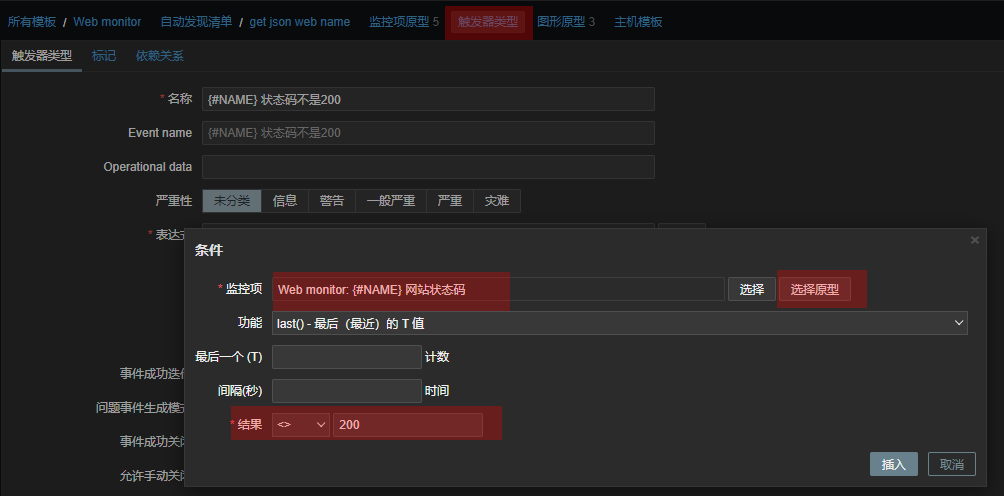 所有模板 / Web monitor 自动发现清单 / get json web name 监控项原型 5 触发器类型 图形原型 3 主机模板
触发器类型 标记 依赖关系
* 名称 {#NAME} 状态码不是200
Event name {#NAME} 状态码不是200
Operational data
严重性 未分类 信息 警告 一般严重 严重 灾难
* 表达式
条件 ×
* 监控项 Web monitor: {#NAME} 网站状态码 选择 选择原型
功能 last() - 最后（最近）的 T 值
最后一个 (T) 计数
间隔(秒) 时间
* 结果 <> 200
插入 取消
事件成功迭代
问题事件生成模式
事件成功关闭
允许手动关闭